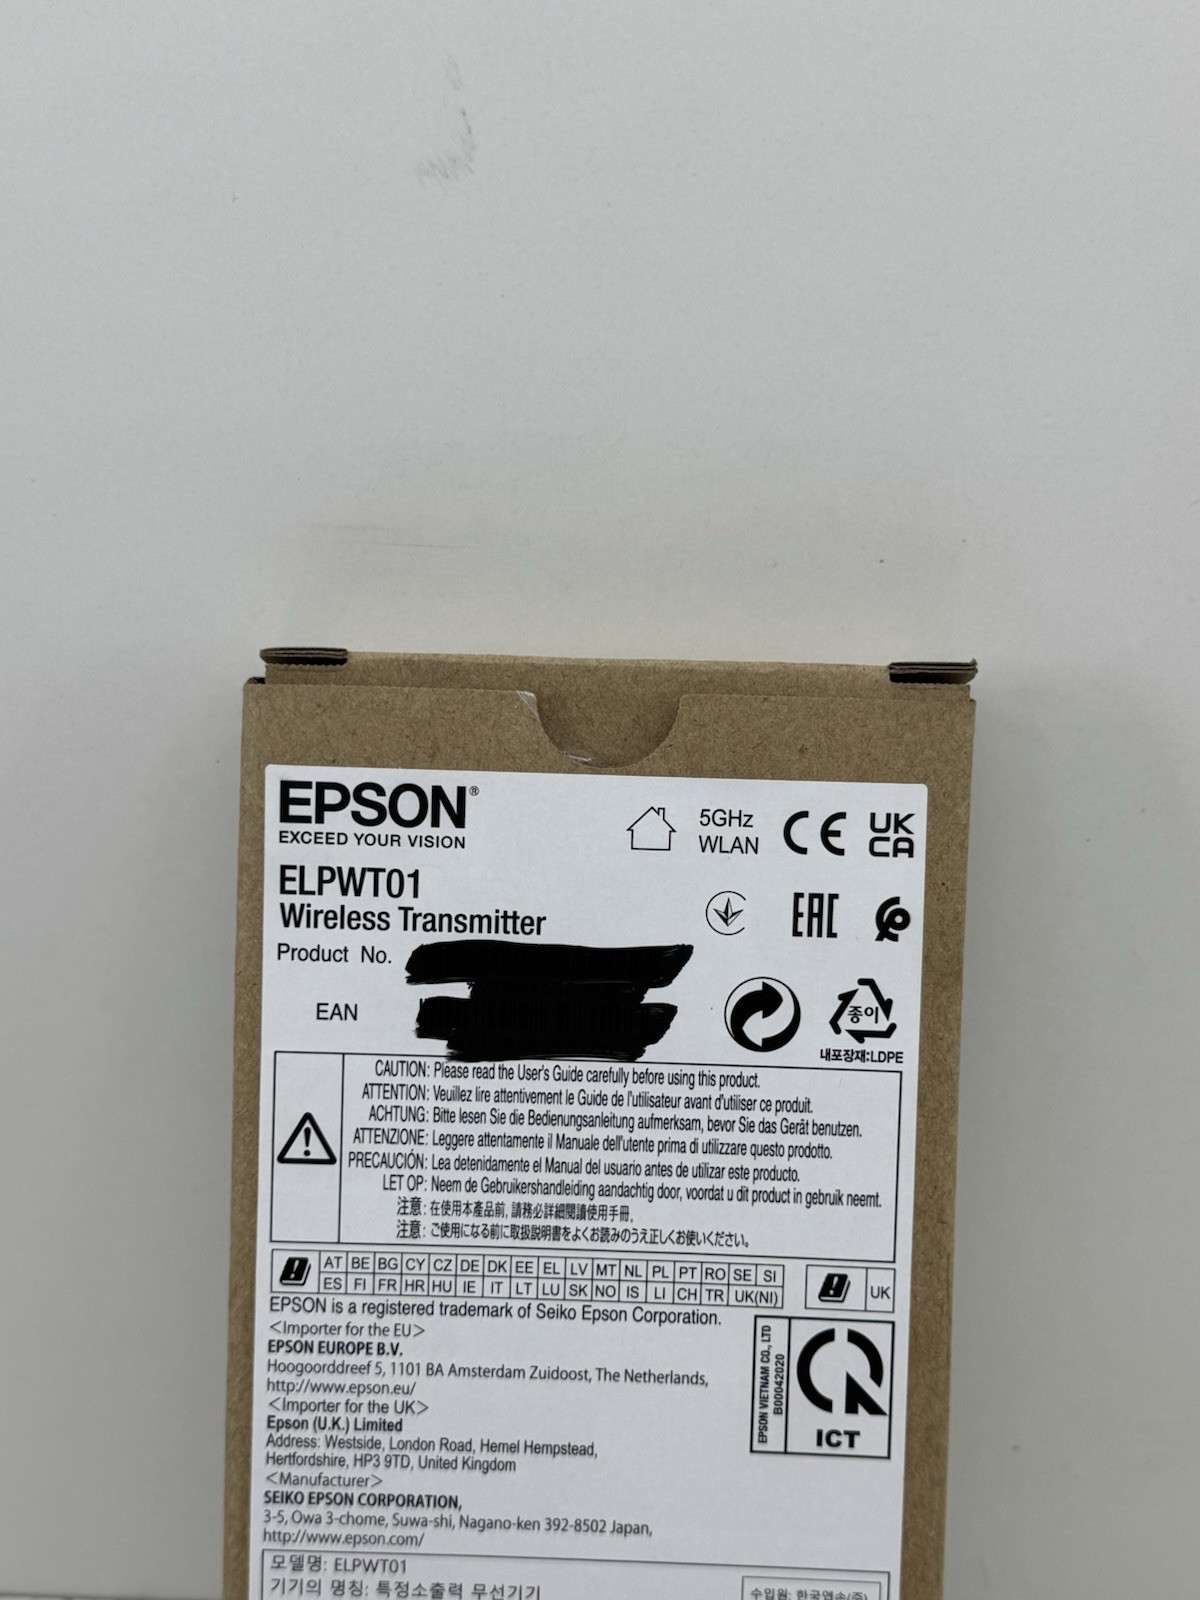 EPSON®
EXCEED YOUR VISION
5GHz
WLAN
CE
UK
CA
ELPWT01
Wireless Transmitter
EAC
Product No.
EAN
종이
내포장재:LDPE
CAUTION: Please read the User's Guide carefully before using this product.
ATTENTION: Veuillez lire attentivement le Guide de l'utilisateur avant d'utiliser ce produit.
ACHTUNG: Bitte lesen Sie die Bedienungsanleitung aufmerksam, bevor Sie das Gerät benutzen.
ATTENZIONE: Leggere attentamente il Manuale dell'utente prima di utilizzare questo prodotto.
PRECAUCIÓN: Lea detenidamente el Manual del usuario antes de utilizar este producto.
LET OP: Neem de Gebruikershandleiding aandachtig door, voordat u dit product in gebruik neemt.
注意: 在使用本產品前, 請務必詳細閱讀使用手冊.
注意: ご使用になる前に取扱説明書をよくお読みのうえ正しくお使いください。
AT BE BG CY CZ DE DK EE EL LV MT NL PL PT RO SE SI
ES FI FR HR HU IE IT LT LU SK NO IS LI CH TR UK(NI)
UK
EPSON is a registered trademark of Seiko Epson Corporation.
<Importer for the EU>
EPSON EUROPE B.V.
Hoogoorddreef 5, 1101 BA Amsterdam Zuidoost, The Netherlands,
http://www.epson.eu/
<Importer for the UK>
Epson (U.K.) Limited
Address: Westside, London Road, Hemel Hempstead,
Hertfordshire, HP3 9TD, United Kingdom
<Manufacturer>
SEIKO EPSON CORPORATION,
3-5, Owa 3-chome, Suwa-shi, Nagano-ken 392-8502 Japan,
http://www.epson.com/
EPSON VIETNAM CO., LTD
B00042020
ICT
모델명: ELPWT01
기기의 명칭: 특정소출력 무선기기
수입원: 한국엡손(주)